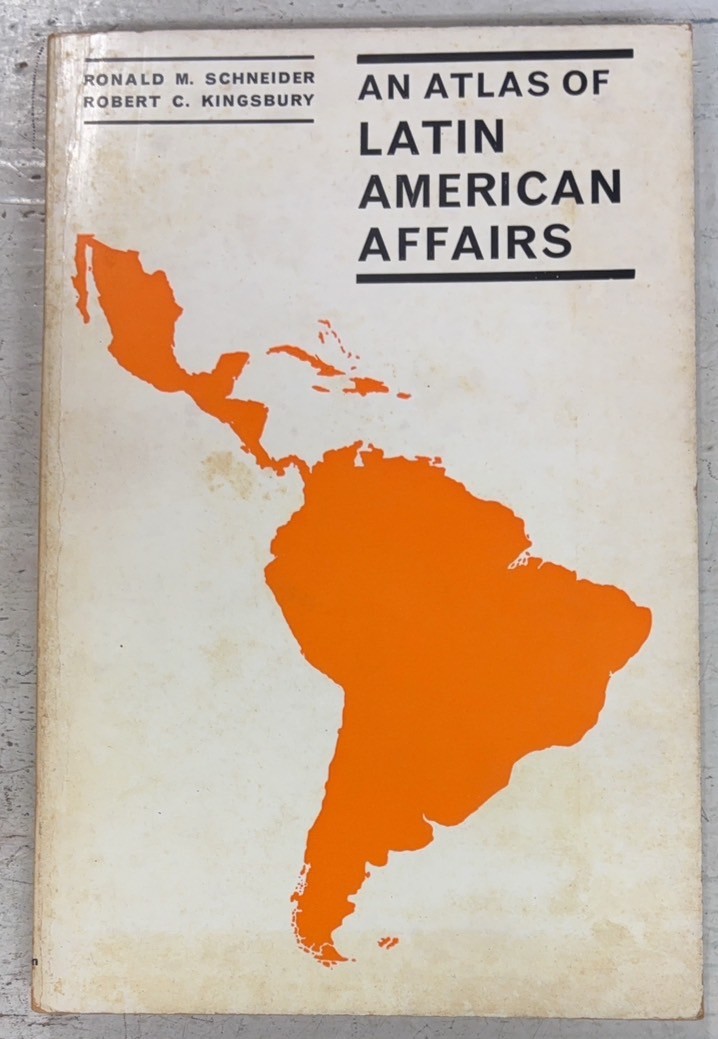 RONALD M. SCHNEIDER
ROBERT C. KINGSBURY
AN ATLAS OF
LATIN
AMERICAN
AFFAIRS